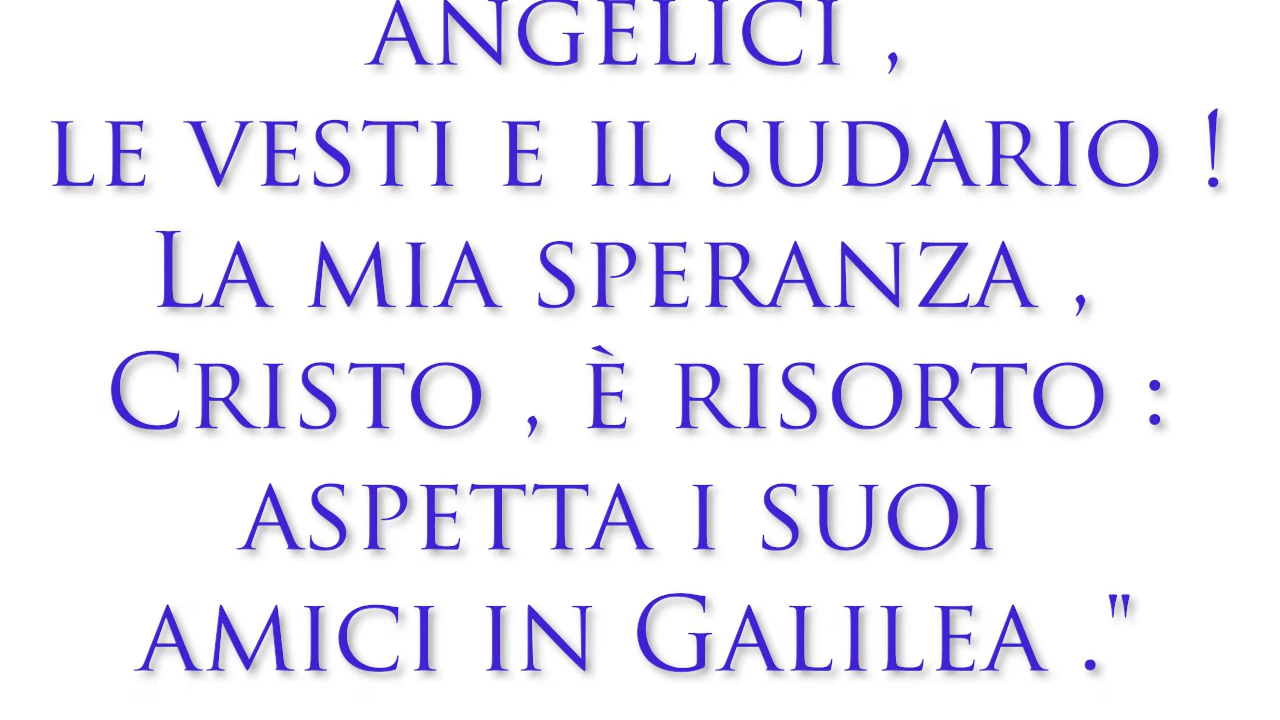 ANGELICI ,
LE VESTI E IL SUDARIO !
LA MIA SPERANZA ,
CRISTO , È RISORTO :
ASPETTA I SUOI
AMICI IN GALILEA ."